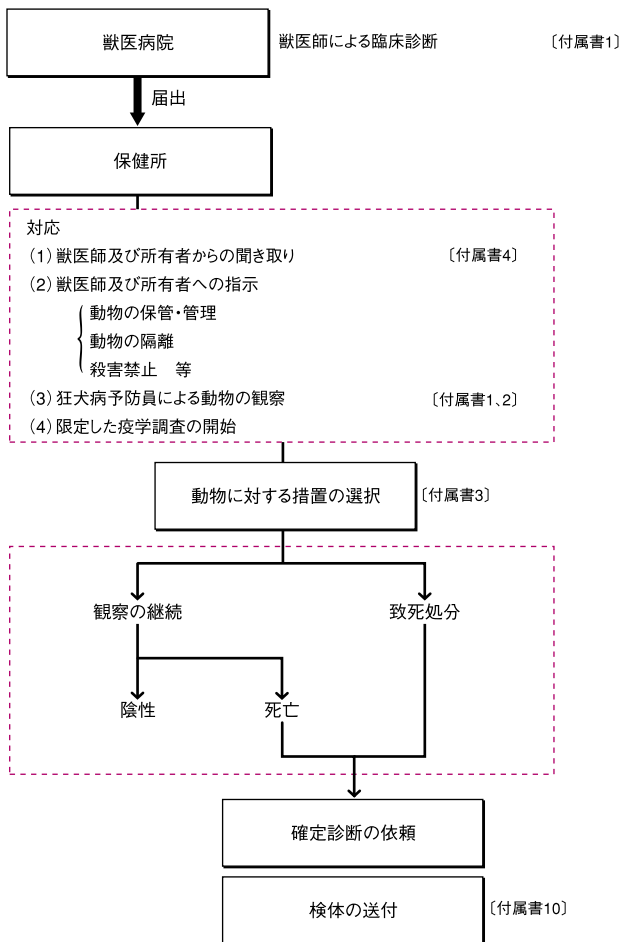 獣医病院 獣医師による臨床診断 〔付属書1〕
届出
保健所
対応
(1)獣医師及び所有者からの聞き取り 〔付属書4〕
(2)獣医師及び所有者への指示
動物の保管・管理
動物の隔離
殺害禁止 等
(3)狂犬病予防員による動物の観察 〔付属書1、2〕
(4)限定した疫学調査の開始
動物に対する措置の選択 〔付属書3〕
観察の継続 致死処分
陰性 死亡
確定診断の依頼
検体の送付 〔付属書10〕